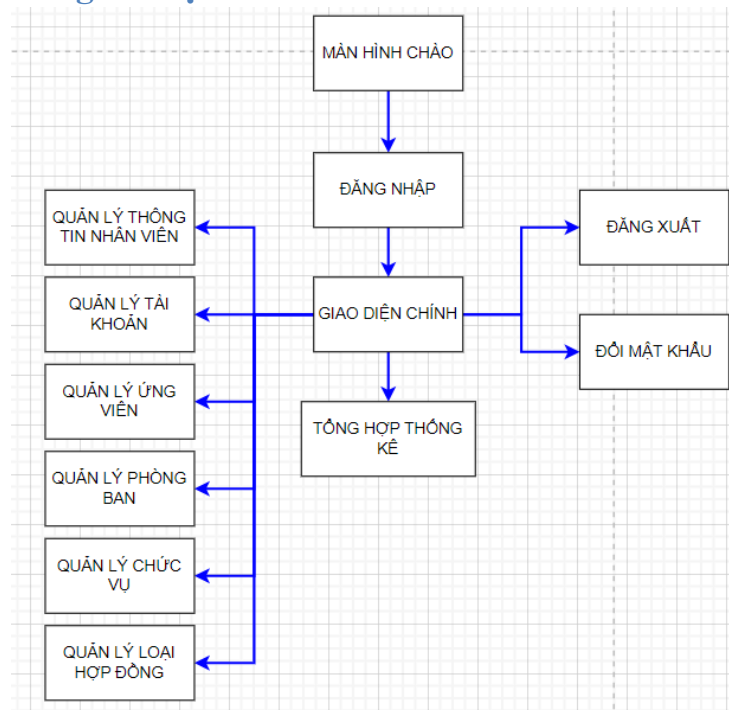 MÀN HÌNH CHÀO
ĐĂNG NHẬP
QUẢN LÝ THÔNG
TIN NHÂN VIÊN
ĐĂNG XUẤT
QUẢN LÝ TÀI
KHOẢN
GIAO DIỆN CHÍNH
ĐỔI MẬT KHẨU
QUẢN LÝ ỨNG
VIÊN
TỔNG HỢP THỐNG
KÊ
QUẢN LÝ PHÒNG
BAN
QUẢN LÝ CHỨC
VỤ
QUẢN LÝ LOẠI
HỢP ĐỒNG